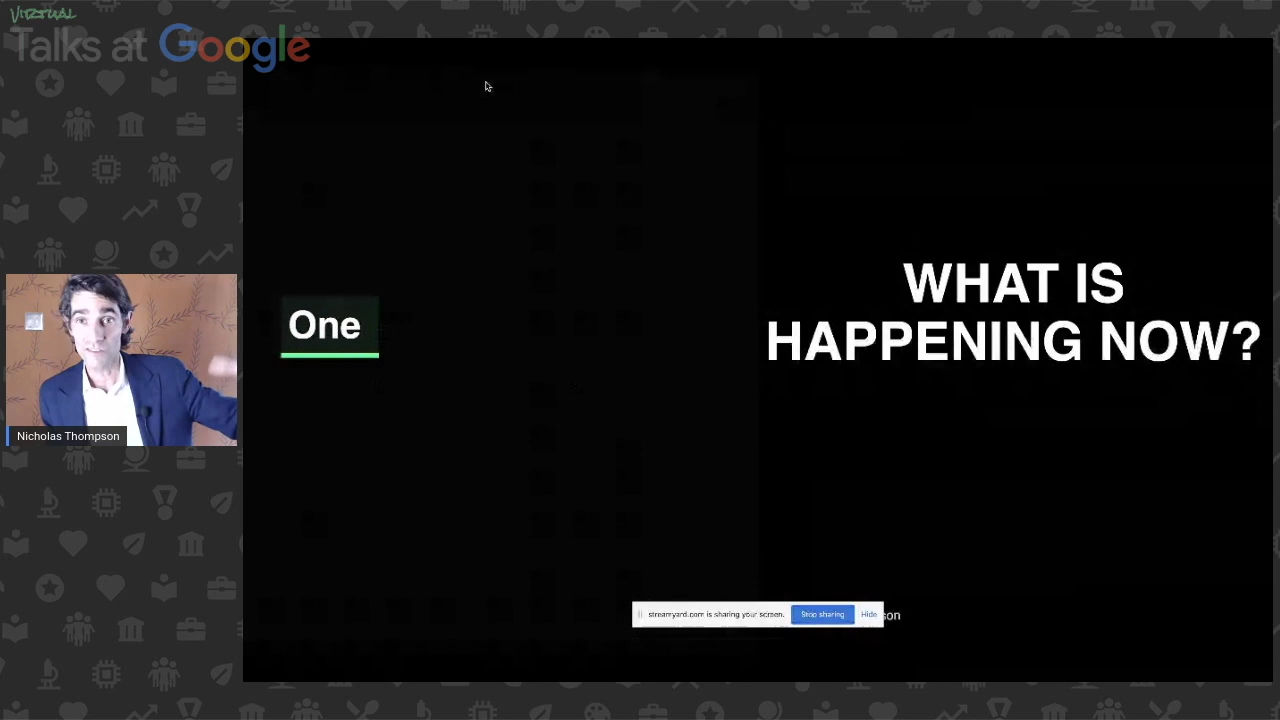 VIRTUAL
Talks at Google
One
WHAT IS
HAPPENING NOW?
Nicholas Thompson
streamyard.com is sharing your screen.
Stop sharing
Hide
son